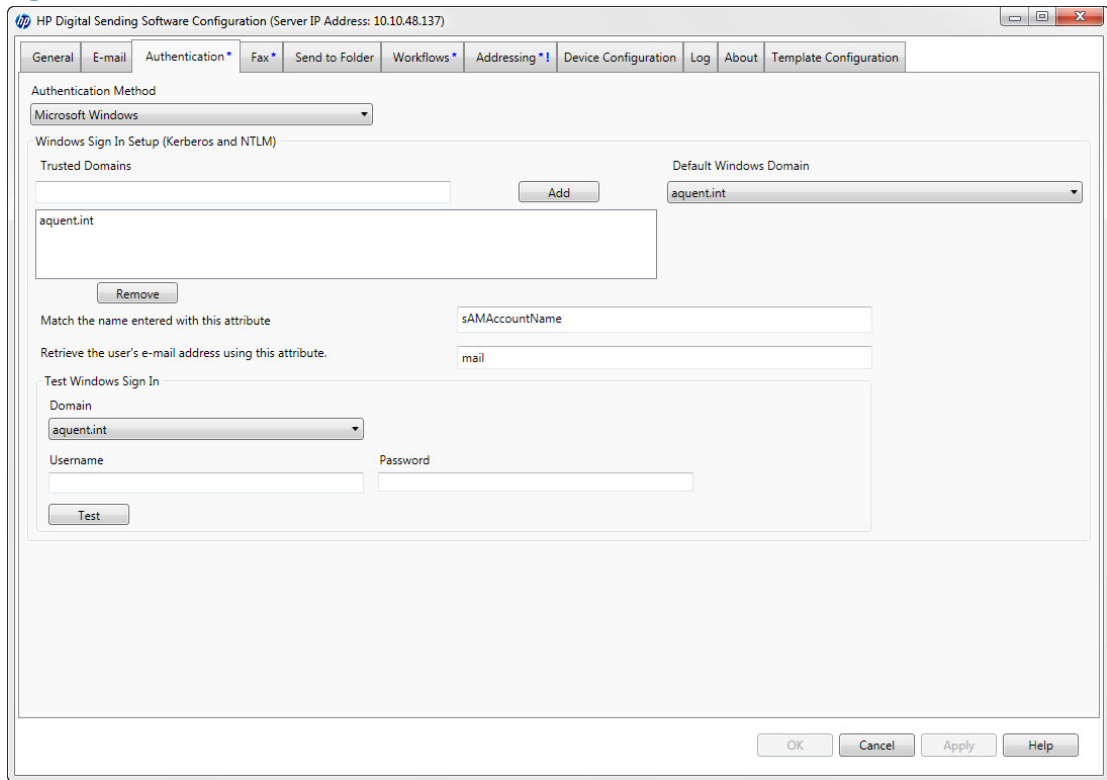 HP Digital Sending Software Configuration (Server IP Address: 10.10.48.137)
General E-mail Authentication * Fax * Send to Folder Workflows * Addressing * ! Device Configuration Log About Template Configuration
Authentication Method
Microsoft Windows
Windows Sign In Setup (Kerberos and NTLM)
Trusted Domains Default Windows Domain
Add aquent.int
aquent.int
Remove
Match the name entered with this attribute sAMAccountName
Retrieve the user's e-mail address using this attribute. mail
Test Windows Sign In
Domain
aquent.int
Username Password
Test
OK Cancel Apply Help